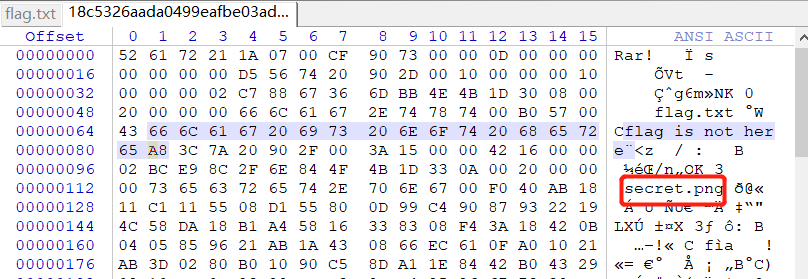 flag.txt 18c5326aada0499eafbe03ad...
Offset 0 1 2 3 4 5 6 7 8 9 10 11 12 13 14 15 ANSI ASCII
00000000 52 61 72 21 1A 07 00 CF 90 73 00 00 0D 00 00 00 Rar! Ï s
00000016 00 00 00 00 D5 56 74 20 90 2D 00 10 00 00 00 10 ÕVt -
00000032 00 00 00 02 C7 88 67 36 6D BB 4E 4B 1D 30 08 00 Çˆg6m»NK 0
00000048 20 00 00 00 66 6C 61 67 2E 74 78 74 00 B0 57 00 flag.txt °W
00000064 43 66 6C 61 67 20 69 73 20 6E 6F 74 20 68 65 72 Cflag is not her
00000080 65 A8 3C 7A 20 90 2F 00 3A 15 00 00 42 16 00 00 e¨<z / : B
00000096 02 BC E9 8C 2F 6E 84 4F 4B 1D 33 0A 00 20 00 00 ¼éŒ/n„OK 3
00000112 00 73 65 63 72 65 74 2E 70 6E 67 00 F0 40 AB 18 secret.png ð@«
00000128 11 C1 11 55 08 D1 55 80 0D 99 C4 90 87 93 22 19 Á U ÑU€ ™Ä ‡“"
00000144 4C 58 DA 18 B1 A4 58 16 33 83 08 F4 3A 18 42 0B LXÚ ±¤X 3ƒ ô: B
00000160 04 05 85 96 21 AB 1A 43 08 66 EC 61 0F A0 10 21 …–!« C fìa !
00000176 AB 3D 02 80 B0 10 90 C5 8D A1 1E 84 42 B0 43 29 «= €° Å ¡ „B°C)